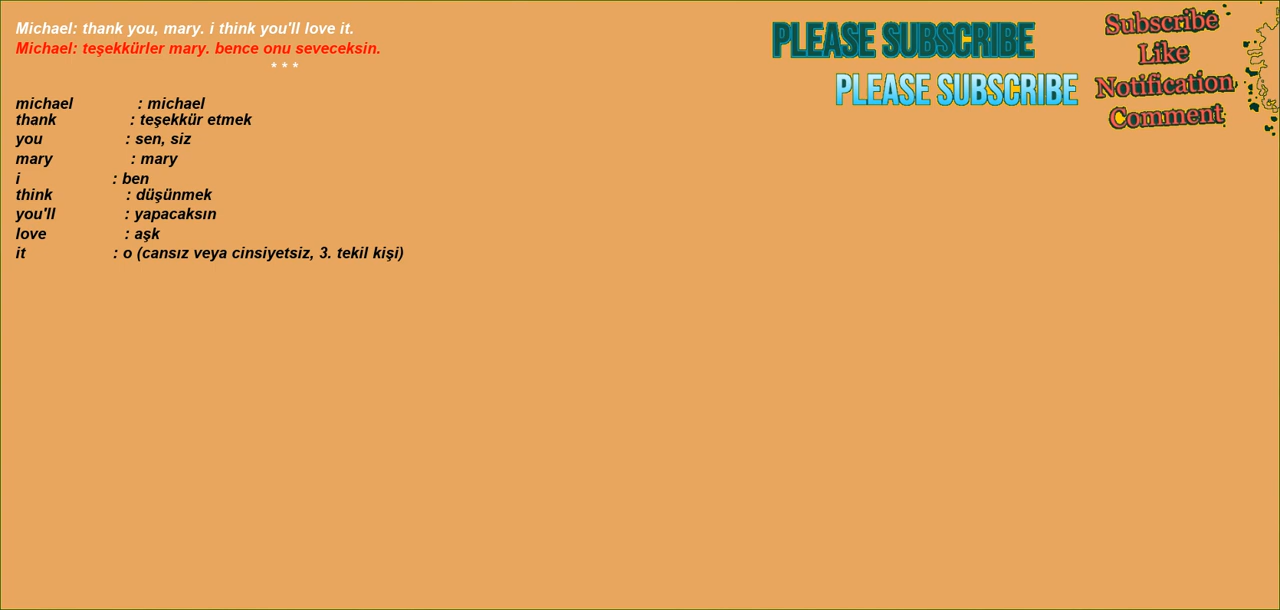 Michael: thank you, mary. i think you'll love it.
Michael: teşekkürler mary. bence onu seveceksin.
* * *
michael : michael
thank : teşekkür etmek
you : sen, siz
mary : mary
i : ben
think : düşünmek
you'll : yapacaksın
love : aşk
it : o (cansız veya cinsiyetsiz, 3. tekil kişi)
PLEASE SUBSCRIBE
PLEASE SUBSCRIBE
Subscribe
Like
Notification
Comment